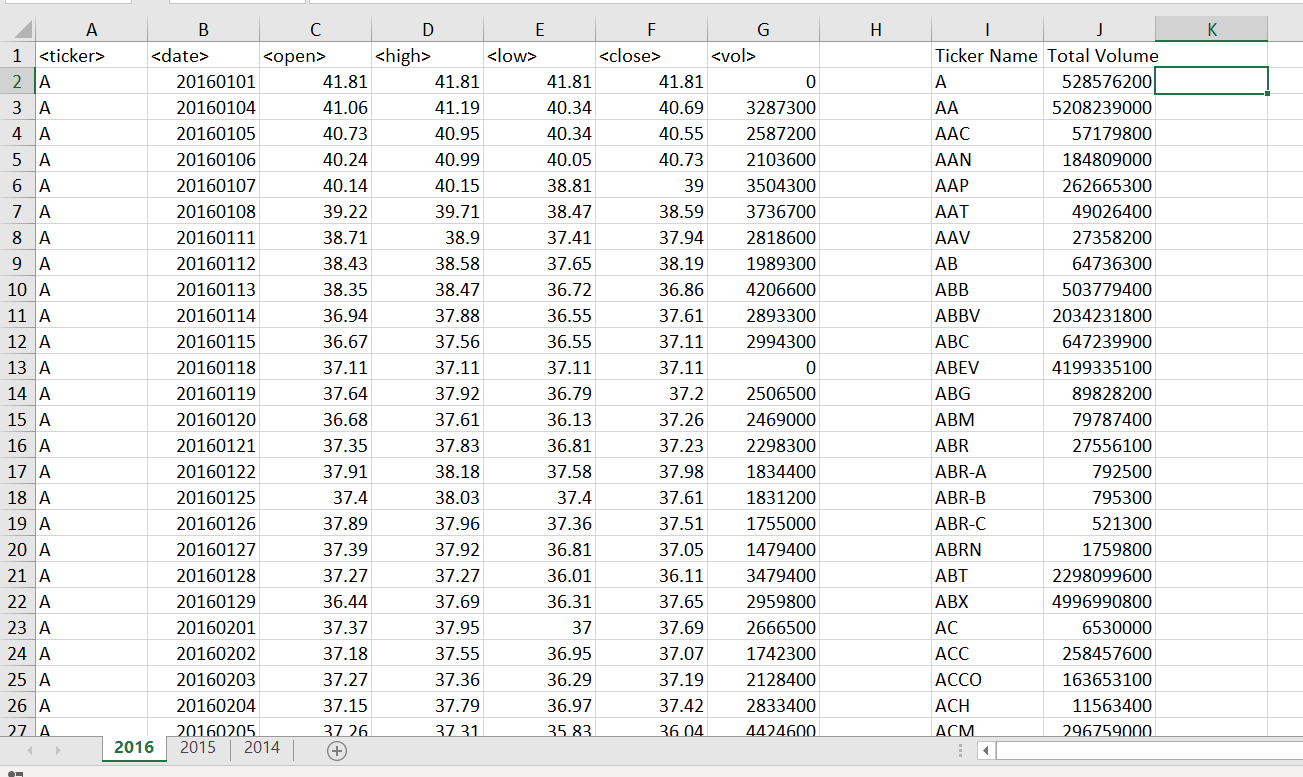 A B C D E F G H I J K
1 <ticker> <date> <open> <high> <low> <close> <vol> Ticker Name Total Volume
2 A 20160101 41.81 41.81 41.81 41.81 0 A 528576200
3 A 20160104 41.06 41.19 40.34 40.69 3287300 AA 5208239000
4 A 20160105 40.73 40.95 40.34 40.55 2587200 AAC 57179800
5 A 20160106 40.24 40.99 40.05 40.73 2103600 AAN 184809000
6 A 20160107 40.14 40.15 38.81 39 3504300 AAP 262665300
7 A 20160108 39.22 39.71 38.47 38.59 3736700 AAT 49026400
8 A 20160111 38.71 38.9 37.41 37.94 2818600 AAV 27358200
9 A 20160112 38.43 38.58 37.65 38.19 1989300 AB 64736300
10 A 20160113 38.35 38.47 36.72 36.86 4206600 ABB 503779400
11 A 20160114 36.94 37.88 36.55 37.61 2893300 ABBV 2034231800
12 A 20160115 36.67 37.56 36.55 37.11 2994300 ABC 647239900
13 A 20160118 37.11 37.11 37.11 37.11 0 ABEV 4199335100
14 A 20160119 37.64 37.92 36.79 37.2 2506500 ABG 89828200
15 A 20160120 36.68 37.61 36.13 37.26 2469000 ABM 79787400
16 A 20160121 37.35 37.83 36.81 37.23 2298300 ABR 27556100
17 A 20160122 37.91 38.18 37.58 37.98 1834400 ABR-A 792500
18 A 20160125 37.4 38.03 37.4 37.61 1831200 ABR-B 795300
19 A 20160126 37.89 37.96 37.36 37.51 1755000 ABR-C 521300
20 A 20160127 37.39 37.92 36.81 37.05 1479400 ABRN 1759800
21 A 20160128 37.27 37.27 36.01 36.11 3479400 ABT 2298099600
22 A 20160129 36.44 37.69 36.31 37.65 2959800 ABX 4996990800
23 A 20160201 37.37 37.95 37 37.69 2666500 AC 6530000
24 A 20160202 37.18 37.55 36.95 37.07 1742300 ACC 258457600
25 A 20160203 37.27 37.36 36.29 37.19 2128400 ACCO 163653100
26 A 20160204 37.15 37.79 36.97 37.42 2833400 ACH 11563400
27 A 20160205 37.26 37.31 35.83 36.04 4424600 ACM 296759000
2016 2015 2014